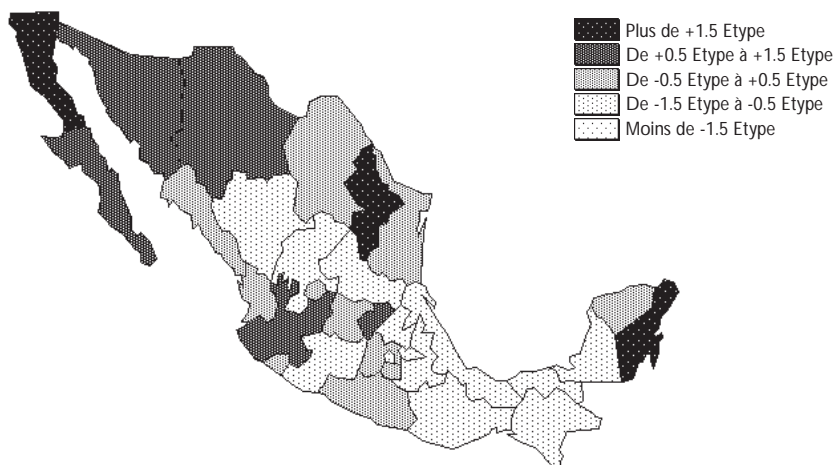 Plus de +1.5 Etype
De +0.5 Etype à +1.5 Etype
De -0.5 Etype à +0.5 Etype
De -1.5 Etype à -0.5 Etype
Moins de -1.5 Etype